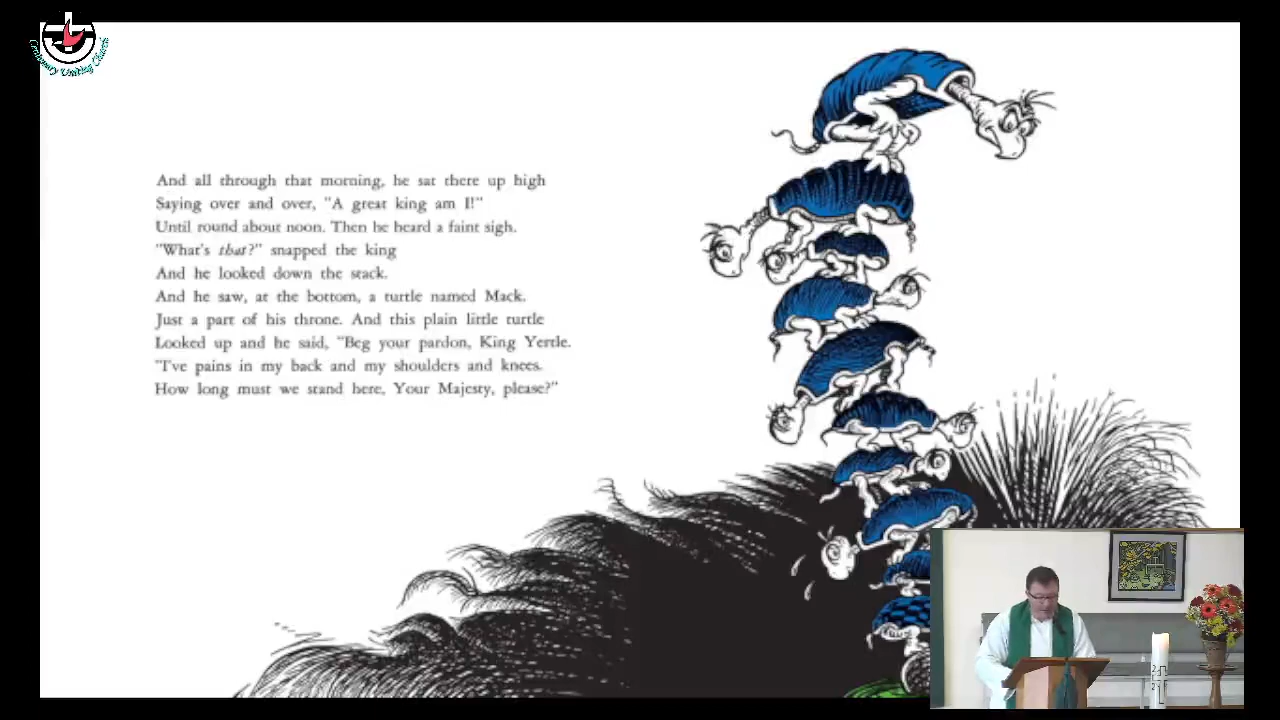 Centenary Uniting Church
And all through that morning, he sat there up high
Saying over and over, "A great king am I!"
Until round about noon. Then he heard a faint sigh.
"What's that?" snapped the king
And he looked down the stack.
And he saw, at the bottom, a turtle named Mack.
Just a part of his throne. And this plain little turtle
Looked up and he said, "Beg your pardon, King Yertle.
"I've pains in my back and my shoulders and knees.
How long must we stand here, Your Majesty, please?"